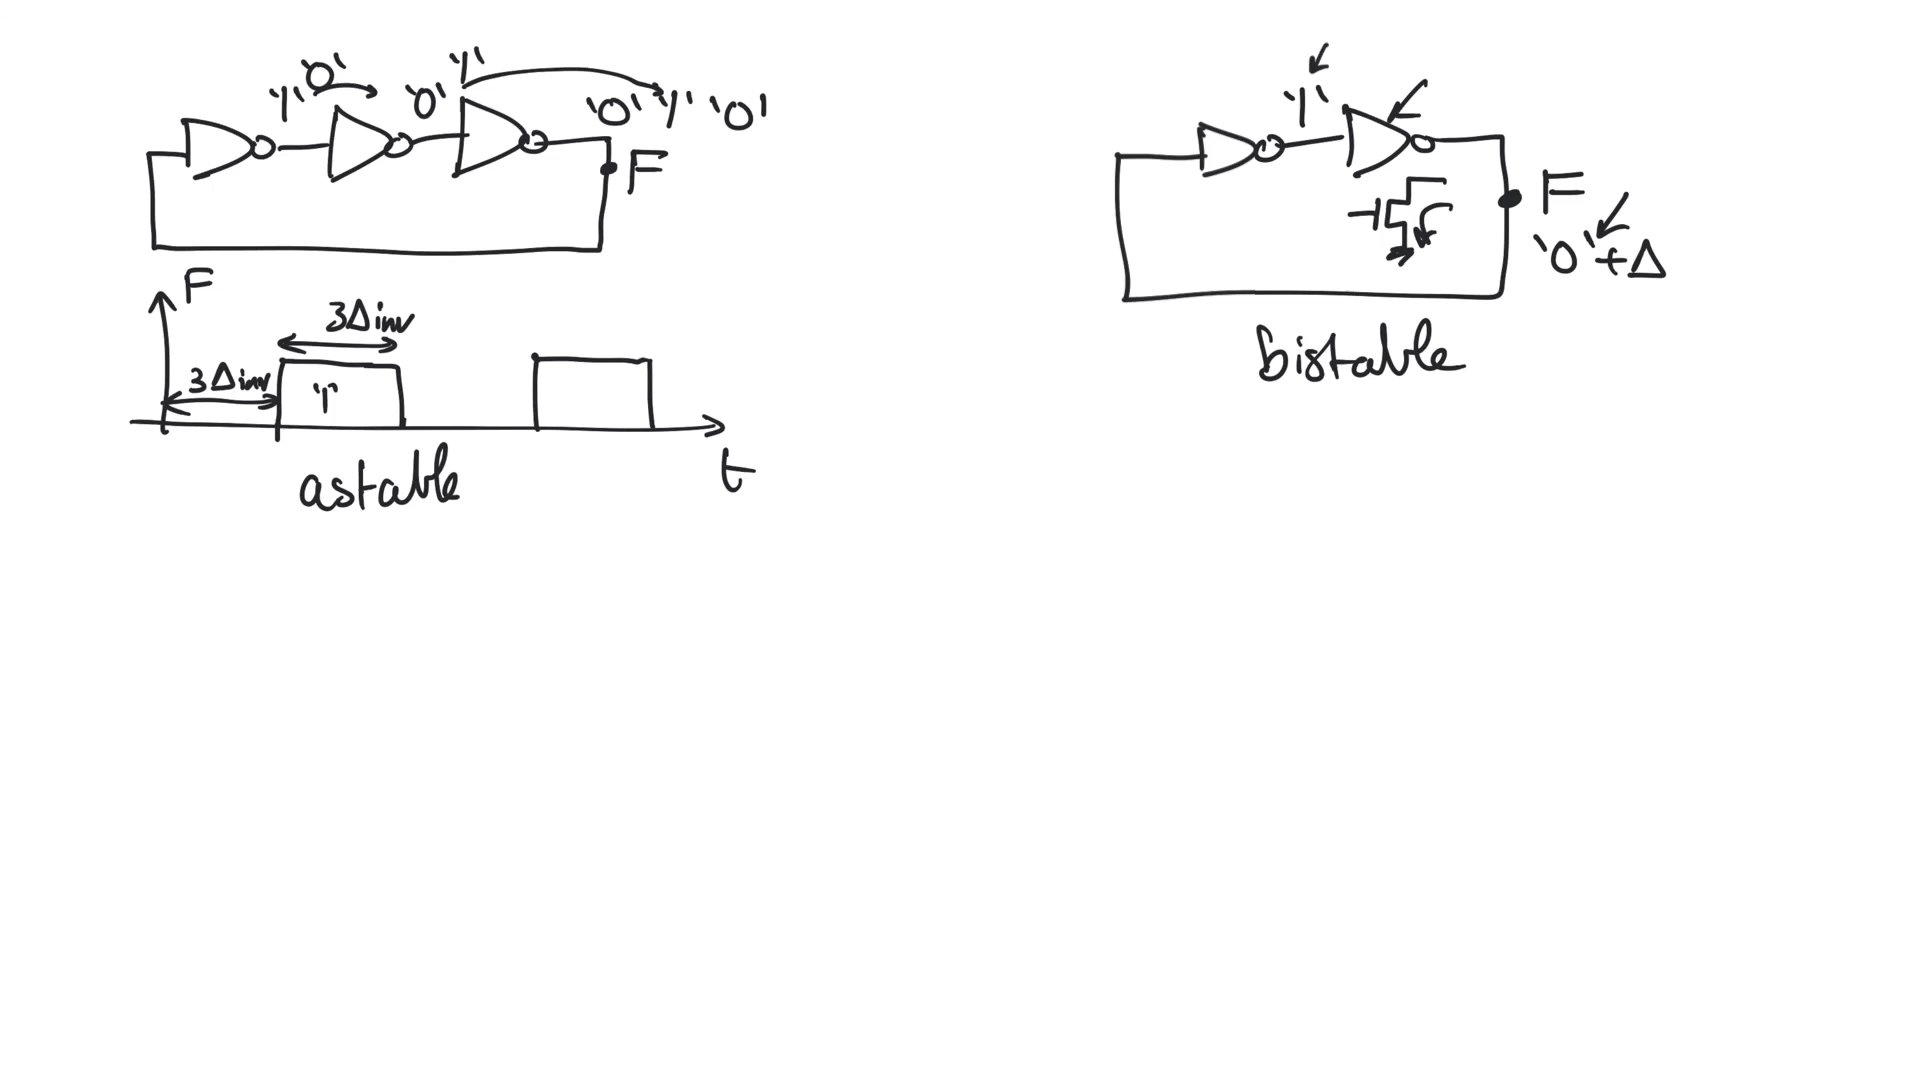 '0' '1'
'1' '0' '0' '1' '0'
F
F
3Δinv
3Δinv
'1'
t
astable
'1'
F
'0'+Δ
bistable